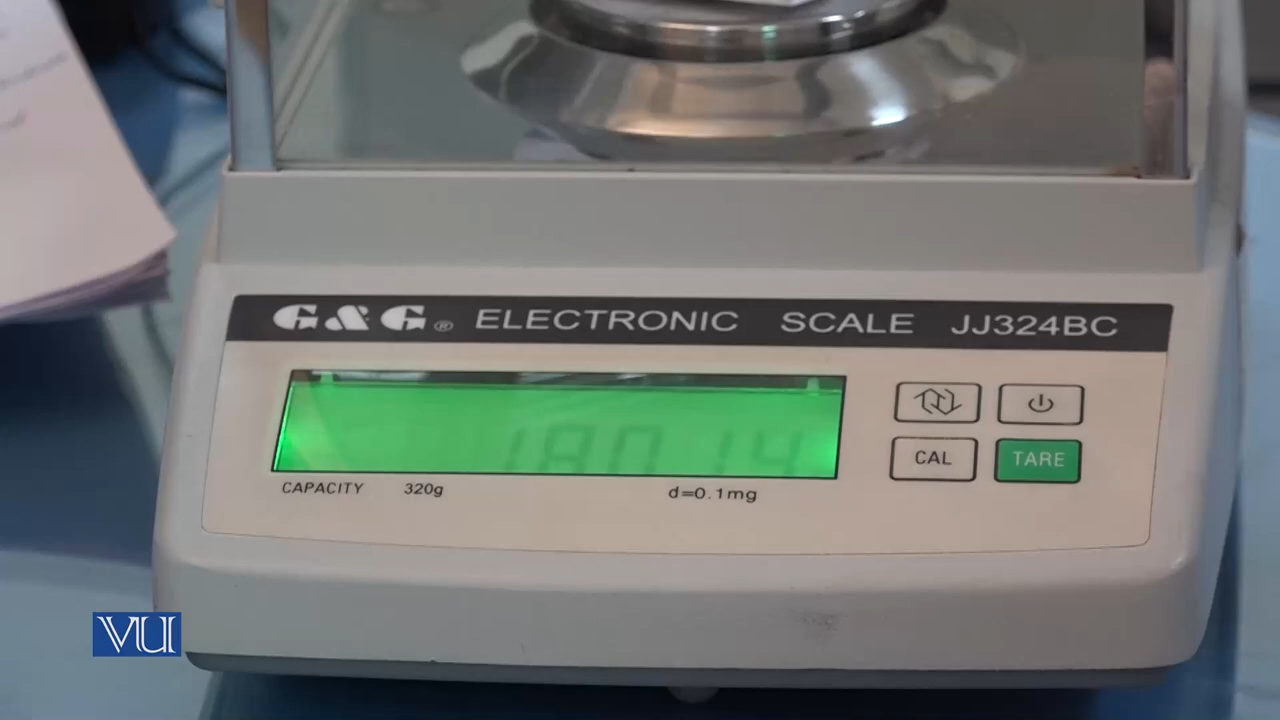 G&G® ELECTRONIC SCALE JJ324BC
CAL
TARE
CAPACITY 320g d=0.1mg
VU